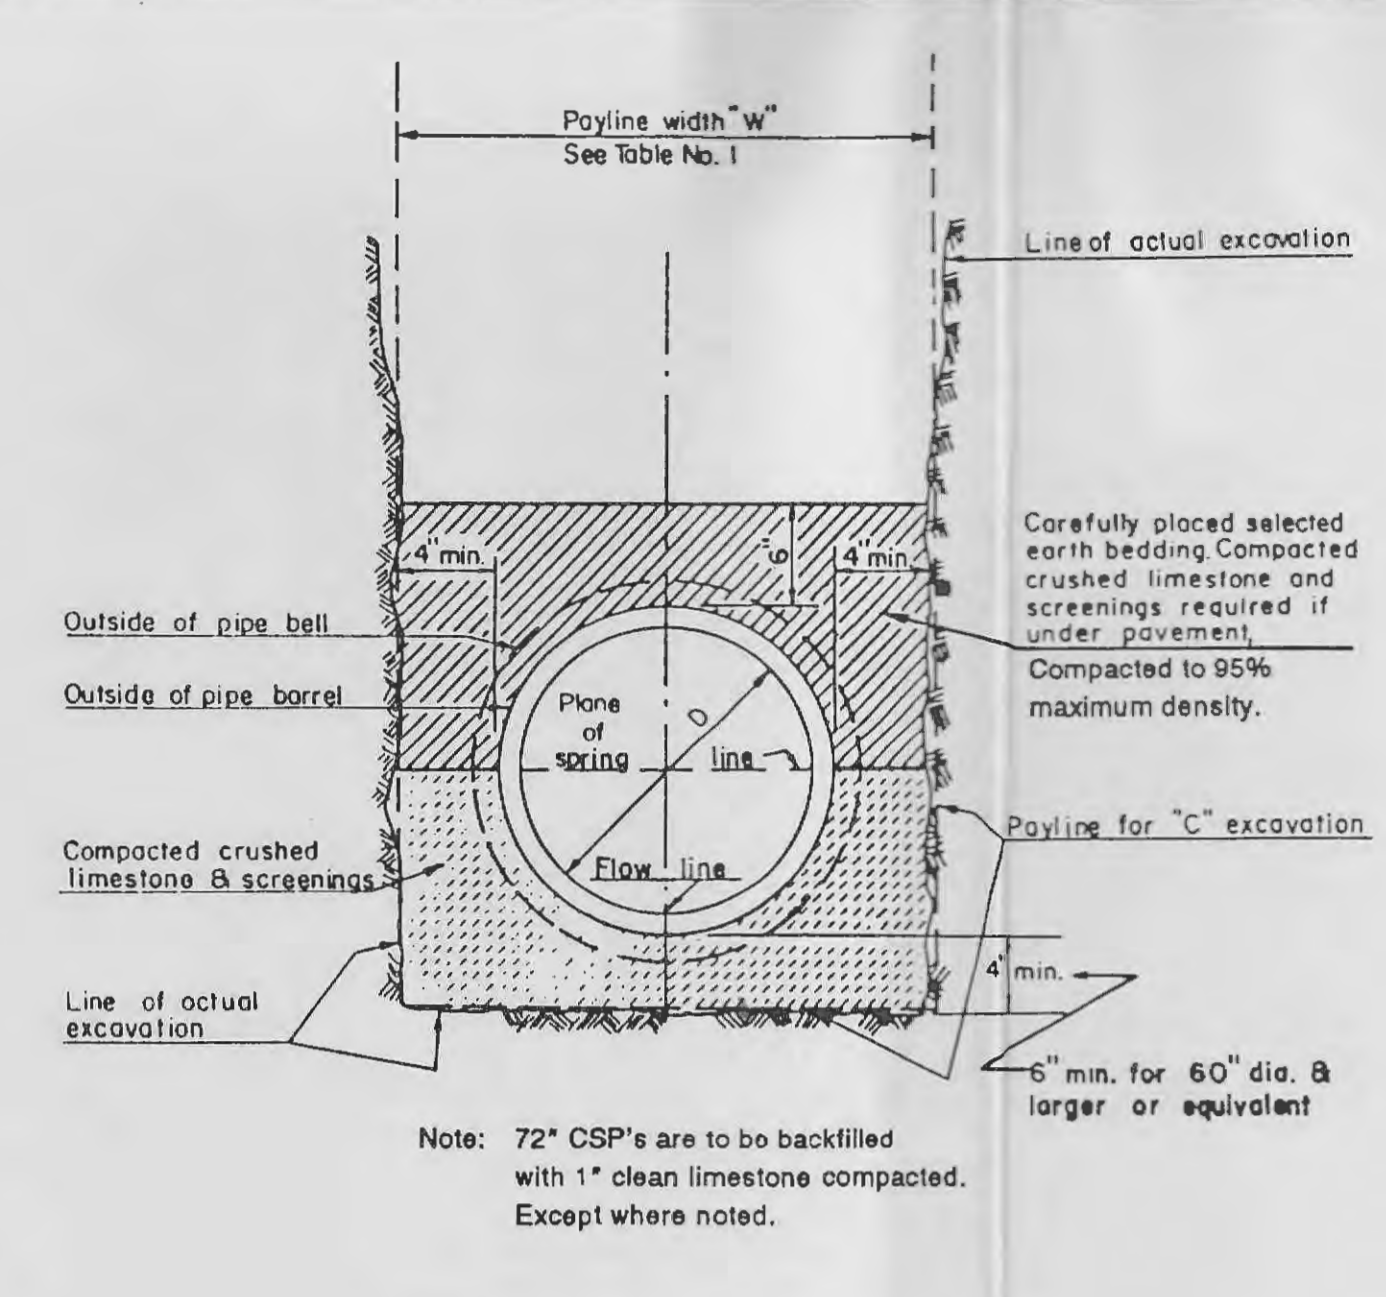 Payline width "W"
See Table No. 1
Line of actual excavation
Carefully placed selected
earth bedding. Compacted
crushed limestone and
screenings required if
under pavement,
Compacted to 95%
maximum density.
4" min.
6"
4" min.
Outside of pipe bell
Outside of pipe barrel
Plane
of
spring line
D
Flow line
Payline for "C" excavation
Compacted crushed
limestone & screenings
4" min.
Line of actual
excavation
6" min. for 60" dia. &
larger or equivalent
Note: 72" CSP's are to be backfilled
with 1" clean limestone compacted.
Except where noted.